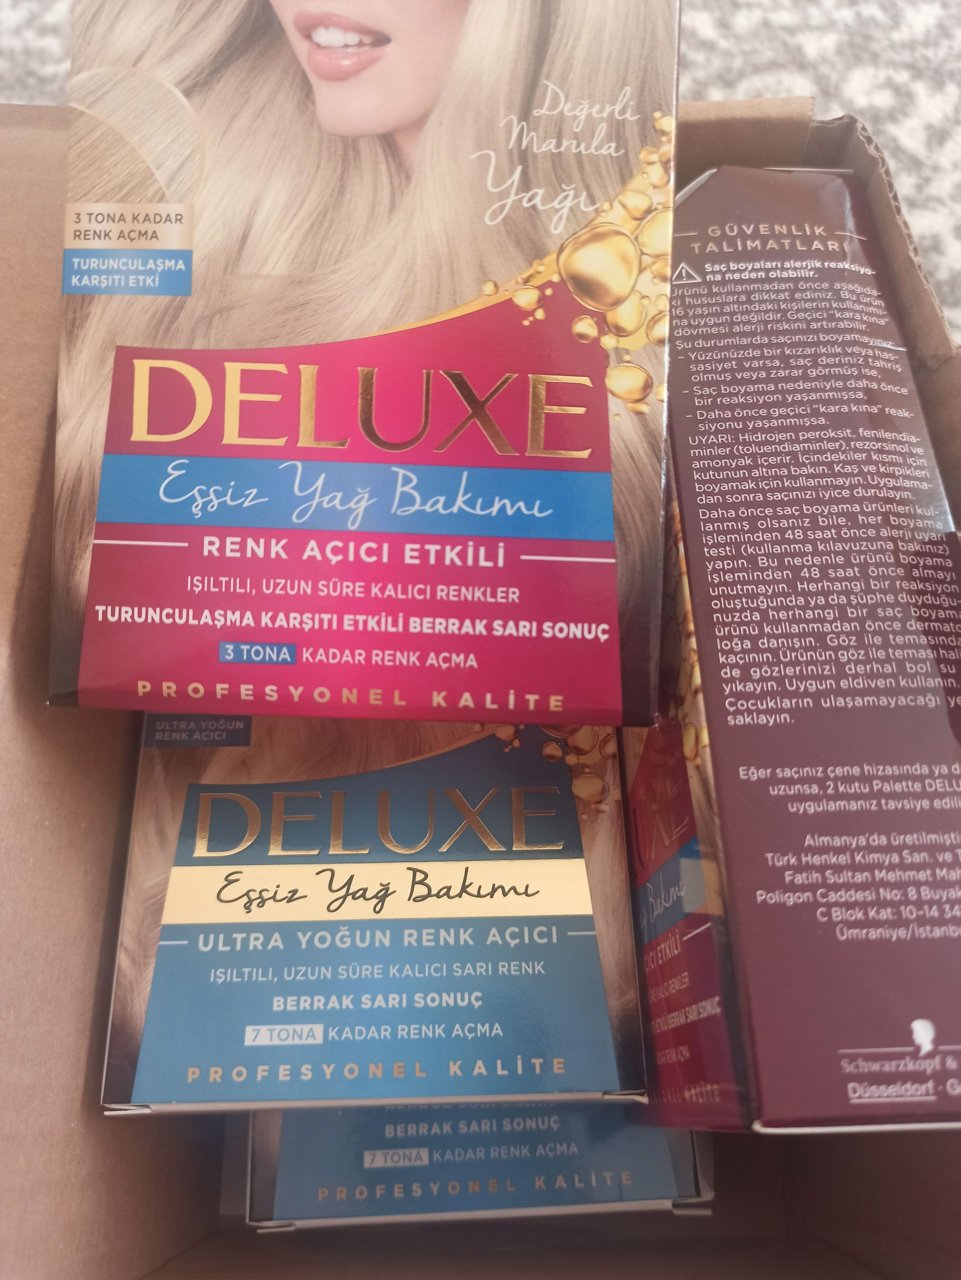 Değerli
Marula
Yağı
3 TONA KADAR
RENK AÇMA
TURUNCULAŞMA
KARŞITI ETKİ
DELUXE
Eşsiz Yağ Bakımı
RENK AÇICI ETKİLİ
IŞILTILI, UZUN SÜRE KALICI RENKLER
TURUNCULAŞMA KARŞITI ETKİLİ BERRAK SARI SONUÇ
3 TONA KADAR RENK AÇMA
PROFESYONEL KALİTE
ULTRA YOĞUN
RENK AÇICI
DELUXE
Eşsiz Yağ Bakımı
ULTRA YOĞUN RENK AÇICI
IŞILTILI, UZUN SÜRE KALICI SARI RENK
BERRAK SARI SONUÇ
7 TONA KADAR RENK AÇMA
PROFESYONEL KALİTE
BERRAK SARI SONUÇ
7 TONA KADAR RENK AÇMA
PROFESYONEL KALİTE
GÜVENLİK
TALİMATLARI
Saç boyaları alerjik reaksiyo-
na neden olabilir.
Ürünü kullanmadan önce aşağıda-
ki hususlara dikkat ediniz. Bu ürün
16 yaşın altındaki kişilerin kullanımı-
na uygun değildir. Geçici "kara kına"
dövmesi alerji riskini artırabilir.
Şu durumlarda saçınızı boyamayınız
- Yüzünüzde bir kızarıklık veya has-
sasiyet varsa, saç deriniz tahriş
olmuş veya zarar görmüş ise,
- Saç boyama nedeniyle daha önce
bir reaksiyon yaşanmışsa,
- Daha önce geçici "kara kına" reak-
siyonu yaşanmışsa.
UYARI: Hidrojen peroksit, fenilendia-
minler (toluendiaminler), rezorsinol ve
amonyak içerir. İçindekiler kısmı için
kutunun altına bakın. Kaş ve kirpikleri
boyamak için kullanmayın. Uygulama-
dan sonra saçınızı iyice durulayın.
Daha önce saç boyama ürünleri kul-
lanmış olsanız bile, her boyama
işleminden 48 saat önce alerji uyarı
testi (kullanma kılavuzuna bakınız)
yapın. Bu nedenle ürünü boyama
işleminden 48 saat önce almayı
unutmayın. Herhangi bir reaksiyon
oluştuğunda ya da şüphe duyduğu-
nuzda herhangi bir saç boyama
ürünü kullanmadan önce dermato-
loğa danışın. Göz ile temasından
kaçının. Ürünün göz ile teması
de gözlerinizi derhal bol su
yıkayın. Uygun eldiven kullanın.
Çocukların ulaşamayacağı
saklayın.
Eğer saçınız çene hizasında ya
uzunsa, 2 kutu Palette
uygulamanız tavsiye
Almanya'da
Türk Henkel Kimya San. ve
Fatih Sultan Mehmet
Poligon Caddesi No: 8
C Blok Kat: 10-14
Ümraniye/İstanbul
Schwarzkopf &
Düsseldorf